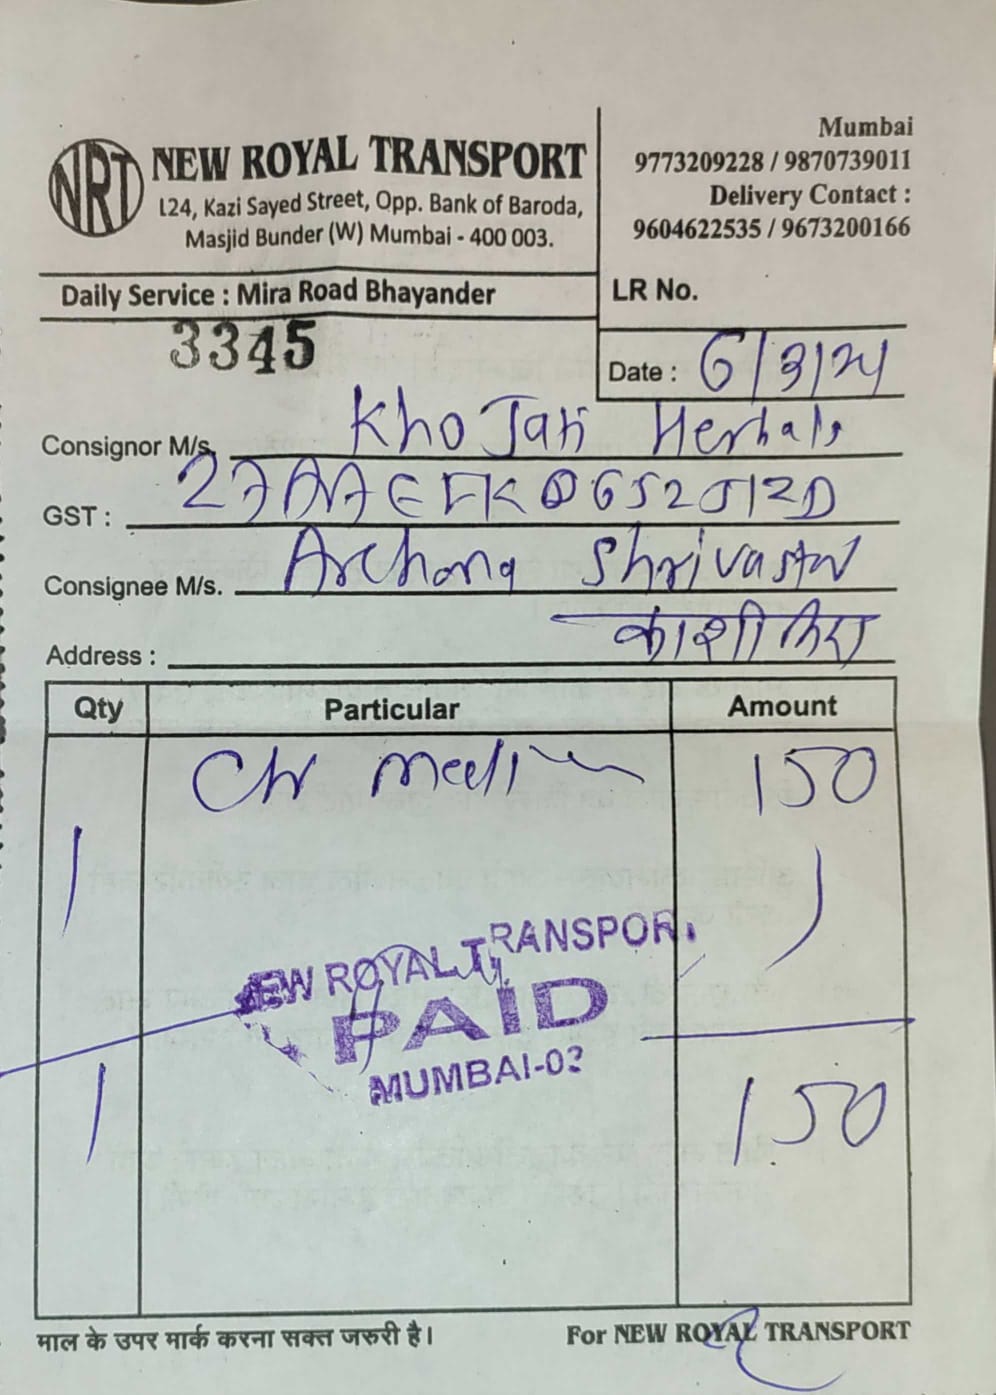 NRT NEW ROYAL TRANSPORT
124, Kazi Sayed Street, Opp. Bank of Baroda,
Masjid Bunder (W) Mumbai - 400 003.
Mumbai
9773209228 / 9870739011
Delivery Contact :
9604622535 / 9673200166
Daily Service : Mira Road Bhayander
LR No.
3345
Date : 6/3/24
Consignor M/s. Khojati Herbals
GST :
Consignee M/s. Archana Shrivastav
Address :
Qty Particular Amount
150
1
NEW ROYAL TRANSPORT
PAID
MUMBAI-03
1 150
माल के उपर मार्क करना सक्त जरुरी है।
For NEW ROYAL TRANSPORT